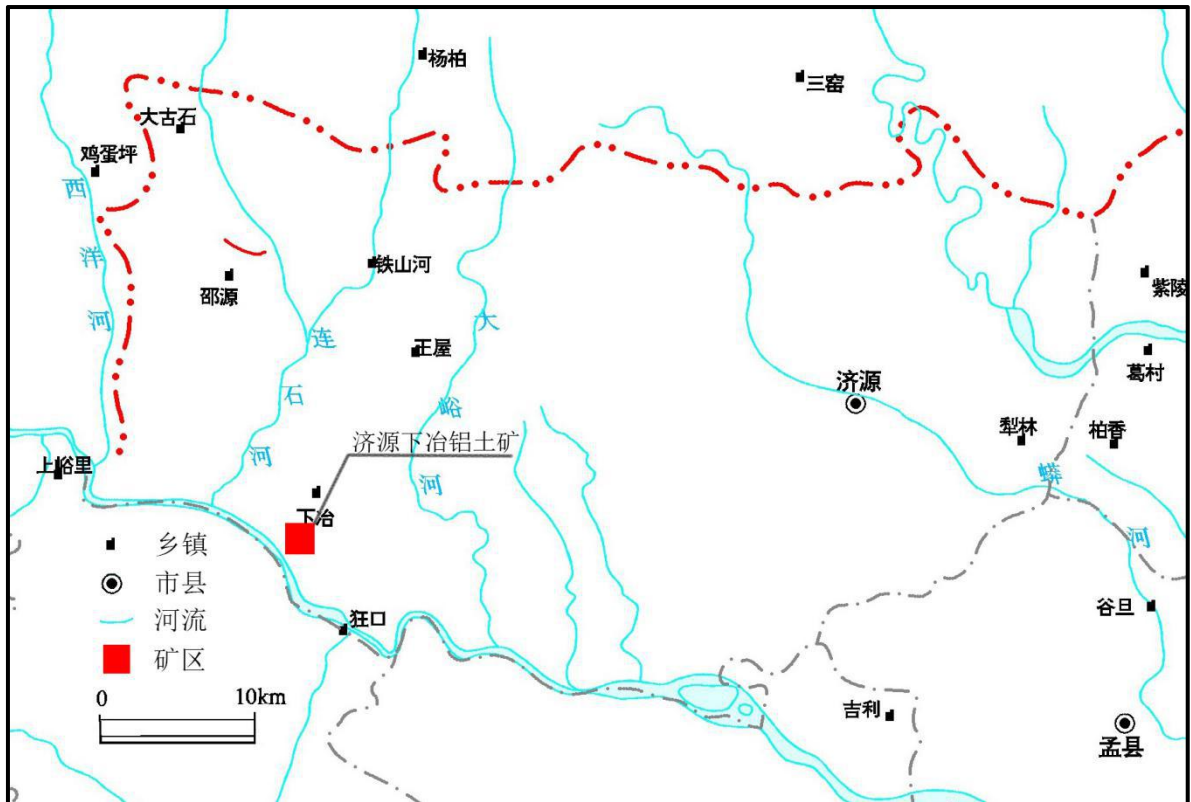 杨柏
三窑
大古石
鸡蛋坪
西洋河
铁山河
邵源
紫陵
连石河
大峪河
王屋
葛村
济源
犁林
柏香
济源下冶铝土矿
上峪里
蟒河
下冶
乡镇
市县
河流
矿区
谷旦
狂口
0 10km
吉利
孟县